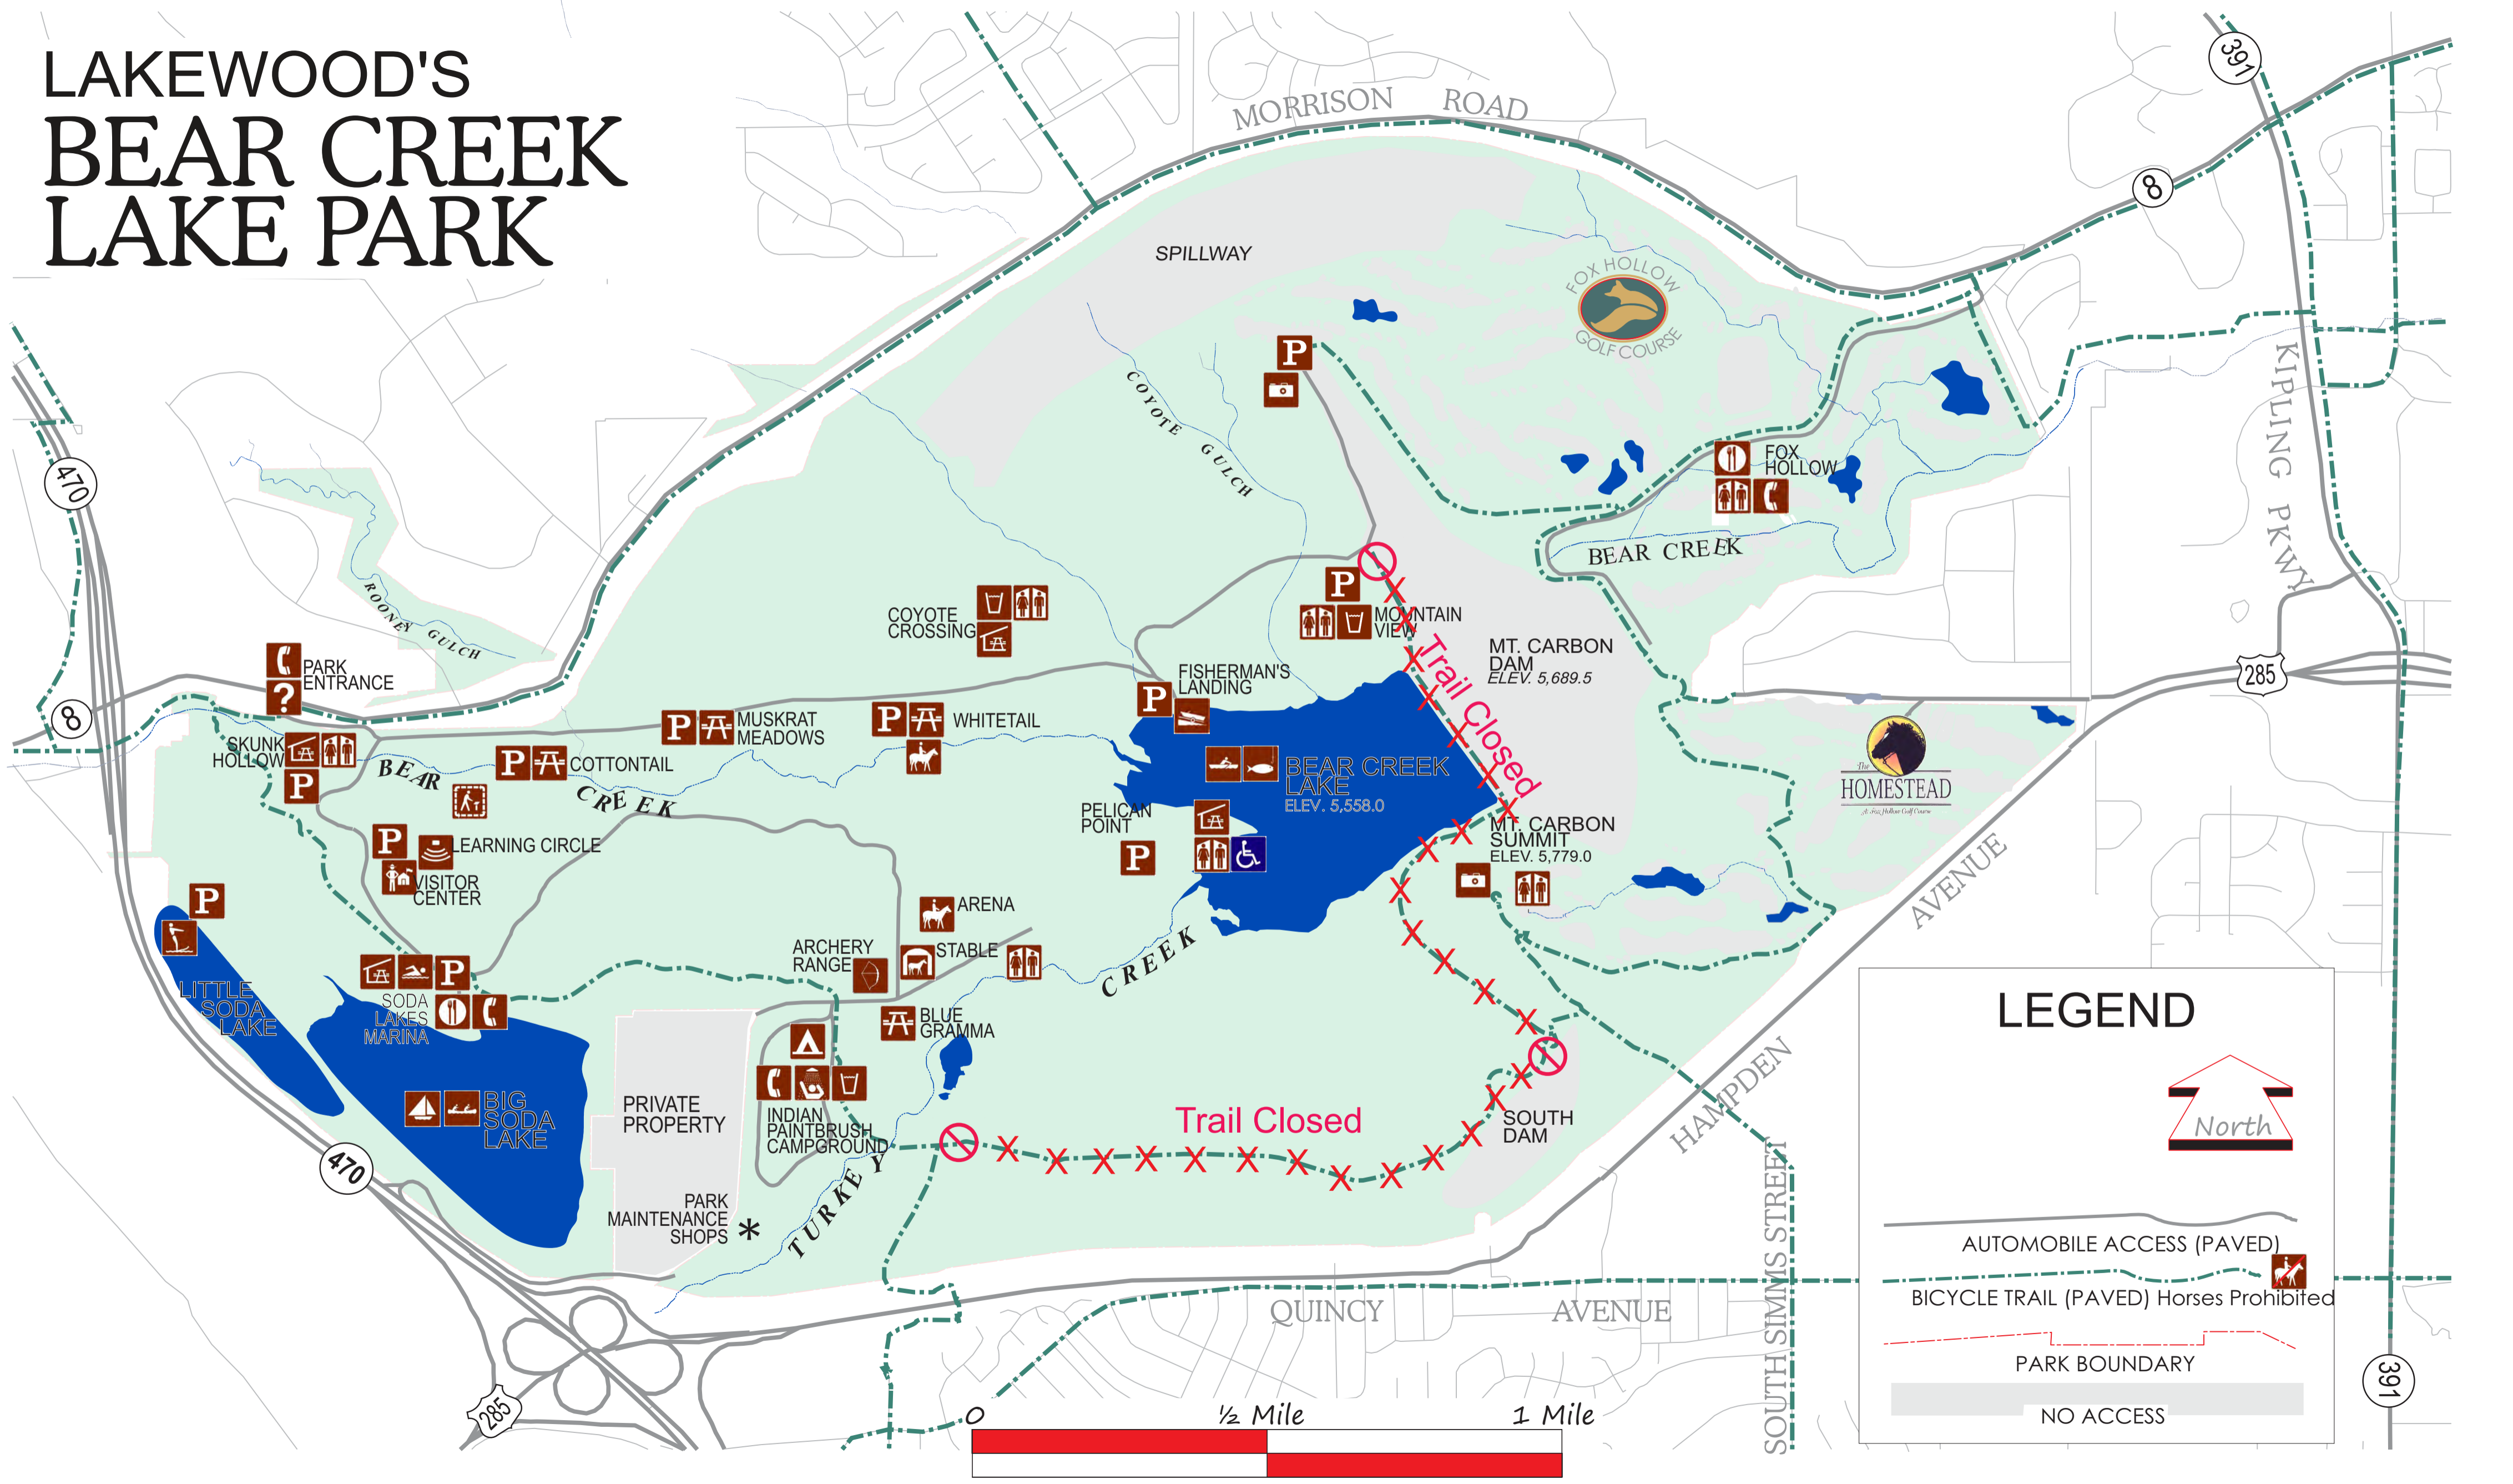 LAKEWOOD'S
BEAR CREEK
LAKE PARK
MORRISON ROAD
391
8
SPILLWAY
FOX HOLLOW
GOLF COURSE
P
COYOTE GULCH
KIPLING PKWY
470
FOX
HOLLOW
BEAR CREEK
ROONEY GULCH
COYOTE
CROSSING
P
MOUNTAIN
VIEW
Trail Closed
MT. CARBON
DAM
ELEV. 5,689.5
285
PARK
ENTRANCE
?
8
FISHERMAN'S
LANDING
P
P
MUSKRAT
MEADOWS
P
WHITETAIL
SKUNK
HOLLOW
P
BEAR
CREEK
P
COTTONTAIL
BEAR CREEK
LAKE
ELEV. 5,558.0
The
HOMESTEAD
At Fox Hollow Golf Course
PELICAN
POINT
P
MT. CARBON
SUMMIT
ELEV. 5,779.0
P
LEARNING CIRCLE
VISITOR
CENTER
P
ARENA
ARCHERY
RANGE
STABLE
CREEK
HAMPDEN AVENUE
P
LITTLE
SODA
LAKE
SODA
LAKES
MARINA
BLUE
GRAMMA
BIG
SODA
LAKE
PRIVATE
PROPERTY
INDIAN
PAINTBRUSH
CAMPGROUND
Trail Closed
SOUTH
DAM
TURKEY
470
PARK
MAINTENANCE
SHOPS
*
QUINCY AVENUE
SOUTH SIMMS STREET
285
0 ½ Mile 1 Mile
LEGEND
North
AUTOMOBILE ACCESS (PAVED)
BICYCLE TRAIL (PAVED) Horses Prohibited
PARK BOUNDARY
NO ACCESS
391